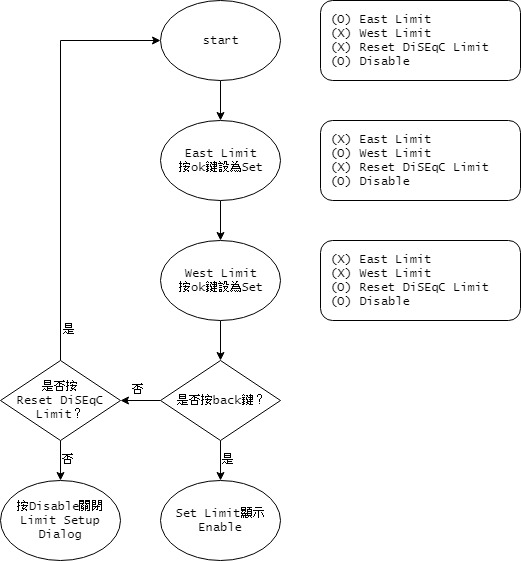 start
(O) East Limit
(X) West Limit
(X) Reset DiSEqC Limit
(O) Disable
East Limit
按ok鍵設為Set
(X) East Limit
(O) West Limit
(X) Reset DiSEqC Limit
(O) Disable
West Limit
按ok鍵設為Set
(X) East Limit
(X) West Limit
(O) Reset DiSEqC Limit
(O) Disable
是
是否按
Reset DiSEqC
Limit？
否
是否按back鍵？
否
是
按Disable關閉
Limit Setup
Dialog
Set Limit顯示
Enable